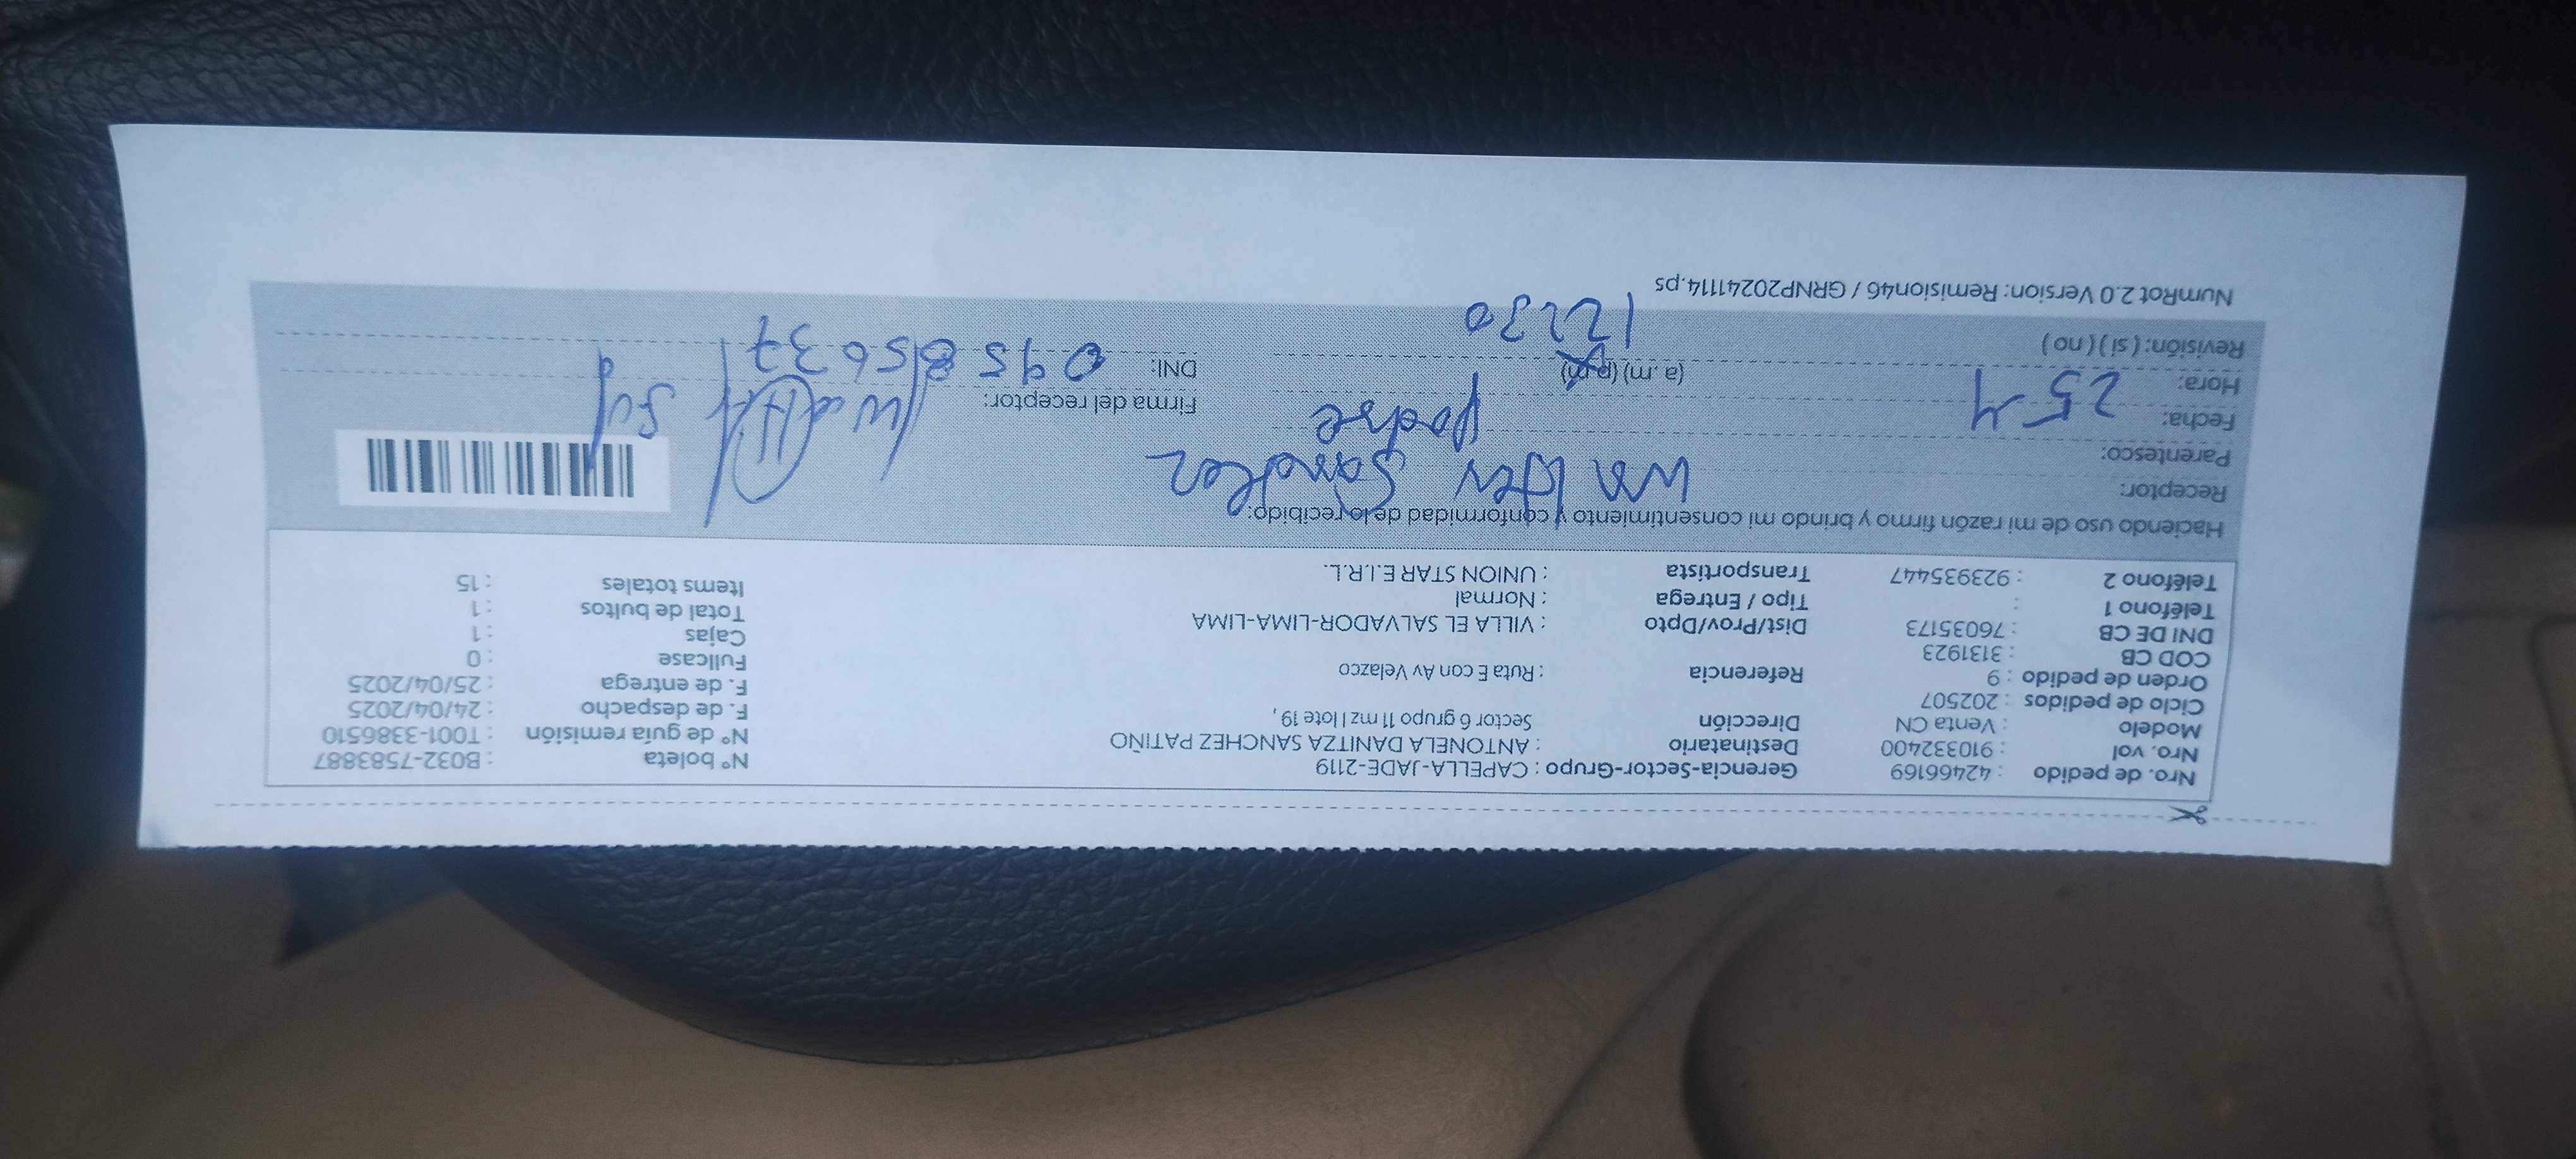 Nro. de pedido : 42466169 Gerencia-Sector-Grupo : CAPELLA-JADE-2119 N° boleta : B032-7583887
Nro. vol : 910332400 Destinatario : ANTONELA DANITZA SANCHEZ PATIÑO N° de guía remisión : T001-3386510
Modelo : Venta CN Dirección Sector 6 grupo 11 mz I lote 19, F. de despacho : 24/04/2025
Ciclo de pedidos : 202507 F. de entrega : 25/04/2025
Orden de pedido : 9 Referencia : Ruta E con Av Velazco Fullcase : 0
COD CB : 3131923 Cajas : 1
DNI DE CB : 76035173 Dist/Prov/Dpto : VILLA EL SALVADOR-LIMA-LIMA Total de bultos : 1
Teléfono 1 : Tipo / Entrega : Normal Items totales : 15
Teléfono 2 : 923935447 Transportista : UNION STAR E.I.R.L.
Haciendo uso de mi razón firmo y brindo mi consentimiento y conformidad de lo recibido:
Receptor: Walter Sanchez
Parentesco: padre
Fecha: 25-4 Firma del receptor:
Hora: (a.m) (p.m) 12:30 DNI: 09585637
Revisión: ( si ) ( no )
NumRot 2.0 Version: Remision46 / GRNP20241114.ps